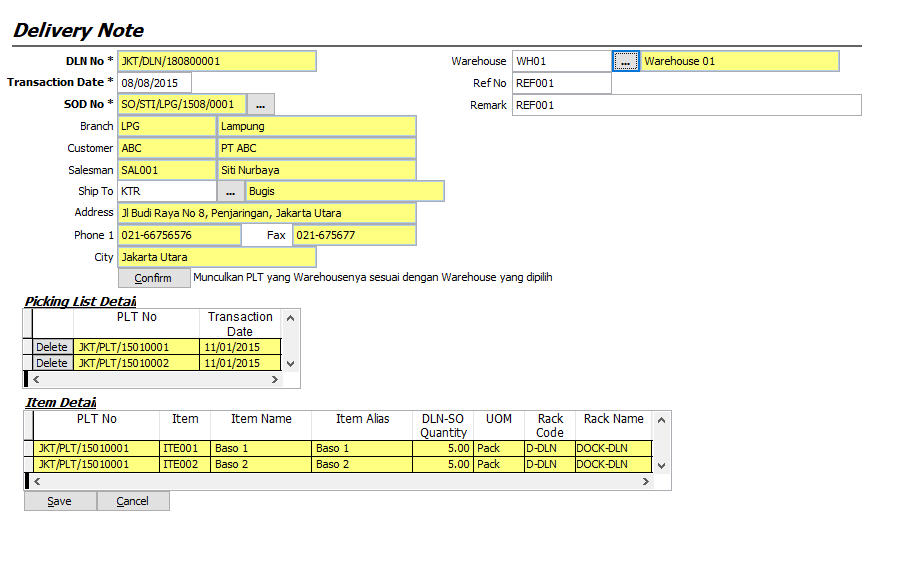 Delivery Note
DLN No * JKT/DLN/180800001 Warehouse WH01 ... Warehouse 01
Transaction Date * 08/08/2015 Ref No REF001
SOD No * SO/STI/LPG/1508/0001 ... Remark REF001
Branch LPG Lampung
Customer ABC PT ABC
Salesman SAL001 Siti Nurbaya
Ship To KTR ... Bugis
Address Jl Budi Raya No 8, Penjaringan, Jakarta Utara
Phone 1 021-66756576 Fax 021-675677
City Jakarta Utara
Confirm Munculkan PLT yang Warehousenya sesuai dengan Warehouse yang dipilih
Picking List Detail
PLT No Transaction Date
Delete JKT/PLT/15010001 11/01/2015
Delete JKT/PLT/15010002 11/01/2015
Item Detail
PLT No Item Item Name Item Alias DLN-SO Quantity UOM Rack Code Rack Name
JKT/PLT/15010001 ITE001 Baso 1 Baso 1 5.00 Pack D-DLN DOCK-DLN
JKT/PLT/15010001 ITE002 Baso 2 Baso 2 5.00 Pack D-DLN DOCK-DLN
Save Cancel